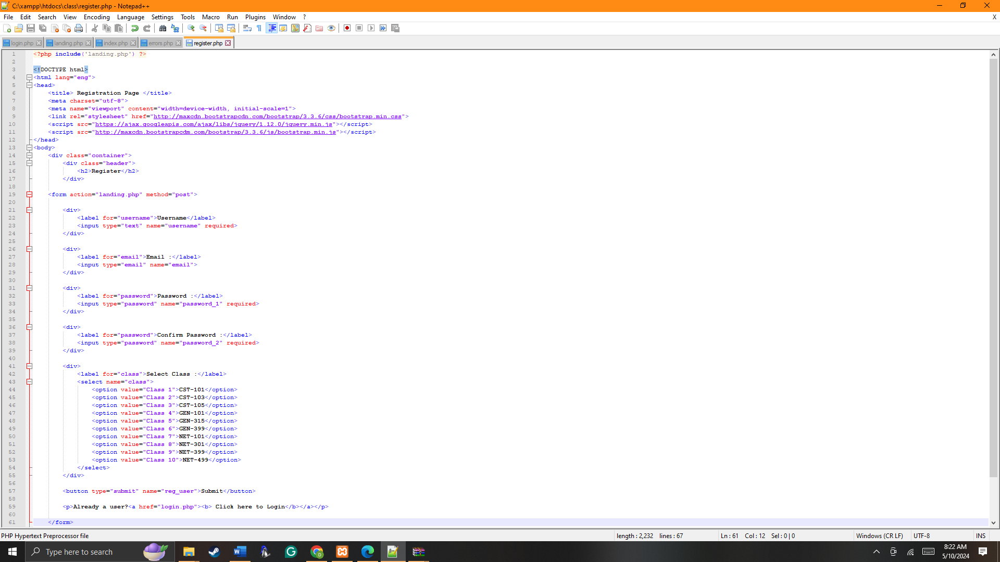 C:\xampp\htdocs\class\register.php - Notepad++
File Edit Search View Encoding Language Settings Tools Macro Run Plugins Window ? X
login.php landing.php index.php errors.php register.php
1 <?php include('landing.php') ?>
2
3 <!DOCTYPE html>
4 <html lang="eng">
5 <head>
6 <title> Registration Page </title>
7 <meta charset="utf-8">
8 <meta name="viewport" content="width=device-width, initial-scale=1">
9 <link rel="stylesheet" href="http://maxcdn.bootstrapcdn.com/bootstrap/3.3.6/css/bootstrap.min.css">
10 <script src="https://ajax.googleapis.com/ajax/libs/jquery/1.12.0/jquery.min.js"></script>
11 <script src="http://maxcdn.bootstrapcdm.com/bootstrap/3.3.6/js/bootstrap.min.js"></script>
12 </head>
13 <body>
14 <div class="container">
15 <div class="header">
16 <h2>Register</h2>
17 </div>
18
19 <form action="landing.php" method="post">
20
21 <div>
22 <label for="username">Username</label>
23 <input type="text" name="username" required>
24 </div>
25
26 <div>
27 <label for="email">Email :</label>
28 <input type="email" name="email">
29 </div>
30
31 <div>
32 <label for="password">Password :</label>
33 <input type="password" name="password_1" required>
34 </div>
35
36 <div>
37 <label for="password">Confirm Password :</label>
38 <input type="password" name="password_2" required>
39 </div>
40
41 <div>
42 <label for="class">Select Class :</label>
43 <select name="class">
44 <option value="Class 1">CST-101</option>
45 <option value="Class 2">CST-103</option>
46 <option value="Class 3">CST-105</option>
47 <option value="Class 4">GEN-101</option>
48 <option value="Class 5">GEN-315</option>
49 <option value="Class 6">GEN-399</option>
50 <option value="Class 7">NET-101</option>
51 <option value="Class 8">NET-301</option>
52 <option value="Class 9">NET-399</option>
53 <option value="Class 10">NET-499</option>
54 </select>
55 </div>
56
57 <button type="submit" name="reg_user">Submit</button>
58
59 <p>Already a user?<a href="login.php"><b> Click here to Login</b></a></p>
60
61 </form>
PHP Hypertext Preprocessor file length : 2,232 lines : 67 Ln : 61 Col : 12 Sel : 0 | 0 Windows (CR LF) UTF-8 INS
Type here to search
8:22 AM
5/10/2024